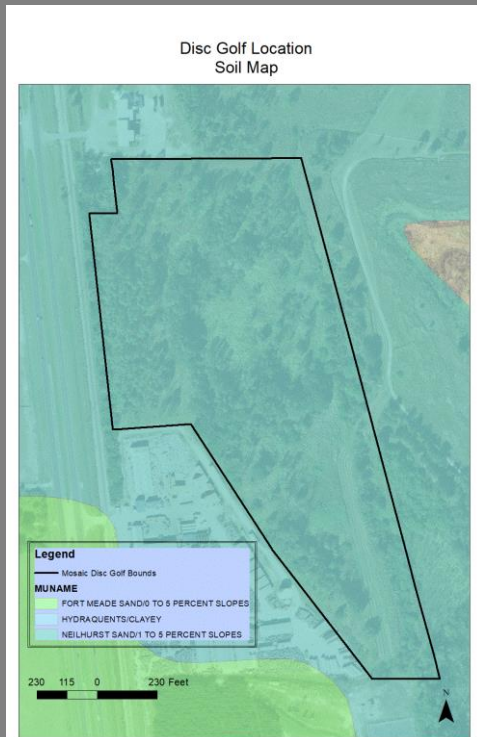 Disc Golf Location
Soil Map
Legend
Mosaic Disc Golf Bounds
MUNAME
FORT MEADE SAND/0 TO 5 PERCENT SLOPES
HYDRAQUENTS/CLAYEY
NEILHURST SAND/1 TO 5 PERCENT SLOPES
230 115 0 230 Feet
N